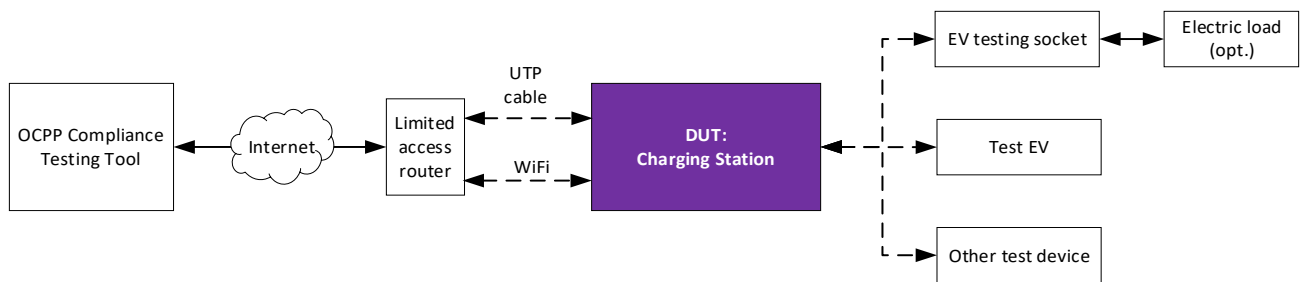 OCPP Compliance
Testing Tool
Internet
Limited
access
router
UTP
cable
WiFi
DUT:
Charging Station
EV testing socket
Electric load
(opt.)
Test EV
Other test device